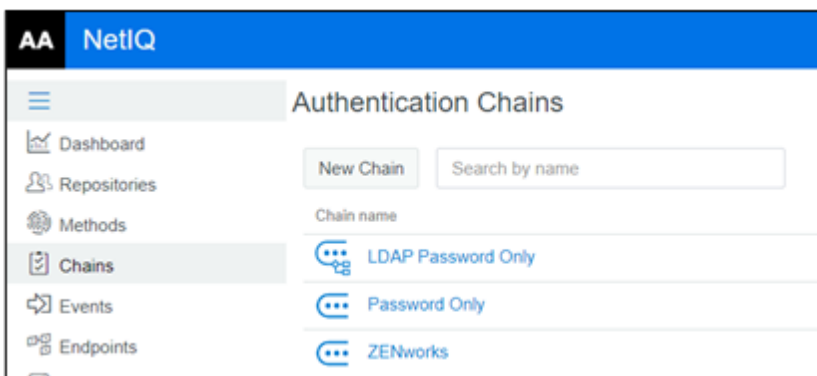 AA NetIQ
Authentication Chains
Dashboard
Repositories
Methods
Chains
Events
Endpoints
New Chain Search by name
Chain name
LDAP Password Only
Password Only
ZENworks